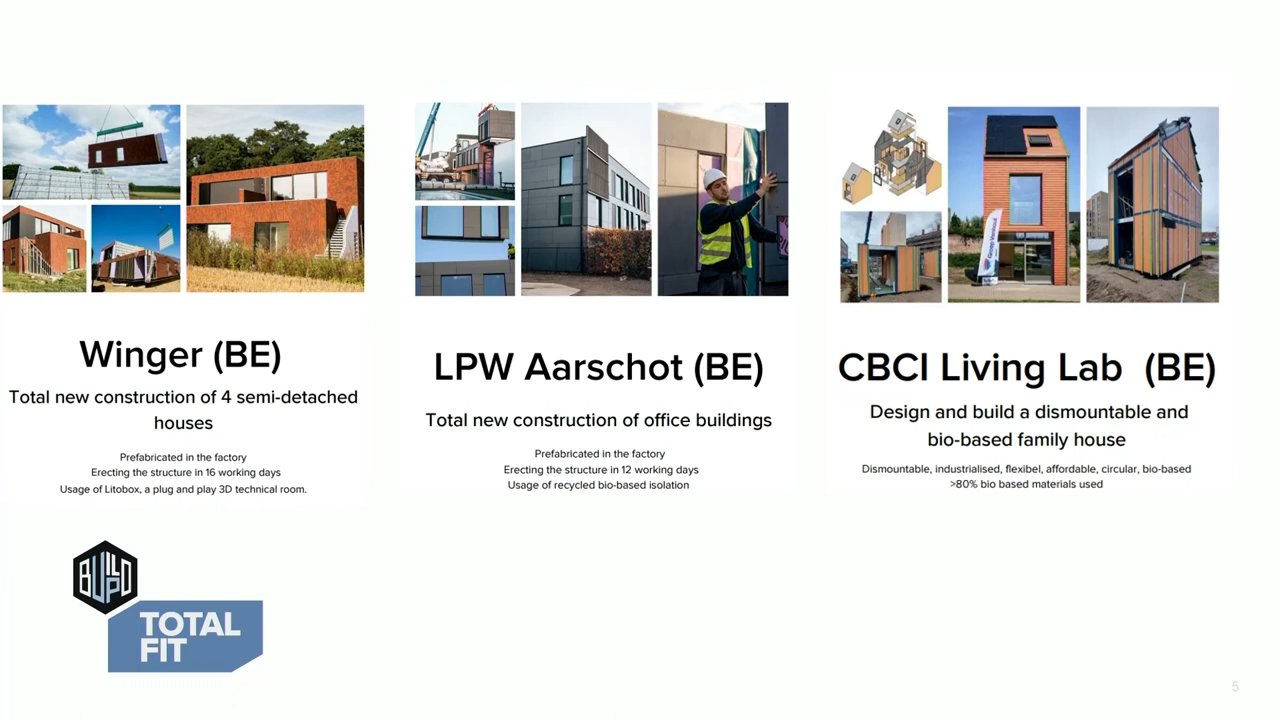 Winger (BE)
Total new construction of 4 semi-detached
houses
Prefabricated in the factory
Erecting the structure in 16 working days
Usage of Litobox, a plug and play 3D technical room.
LPW Aarschot (BE)
Total new construction of office buildings
Prefabricated in the factory
Erecting the structure in 12 working days
Usage of recycled bio-based isolation
CBCI Living Lab (BE)
Design and build a dismountable and
bio-based family house
Dismountable, industrialised, flexibel, affordable, circular, bio-based
>80% bio based materials used
BUILDUP
TOTAL
FIT
5